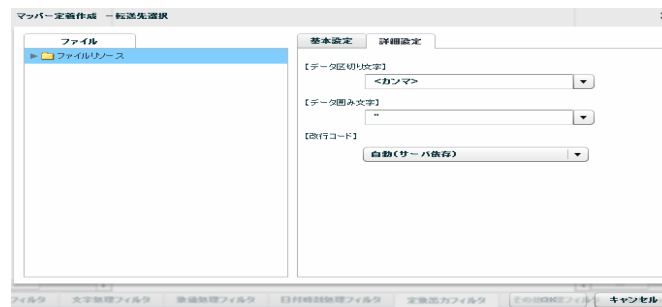 マッパー定義作成 －転送先選択
ファイル
ファイルリソース
基本設定 詳細設定
【データ区切り文字】
<カンマ>
【データ囲み文字】
"
【改行コード】
自動(サーバ依存)
フィルタ 文字処理フィルタ 数値処理フィルタ 日付時刻処理フィルタ 定数出力フィルタ
OK
キャンセル